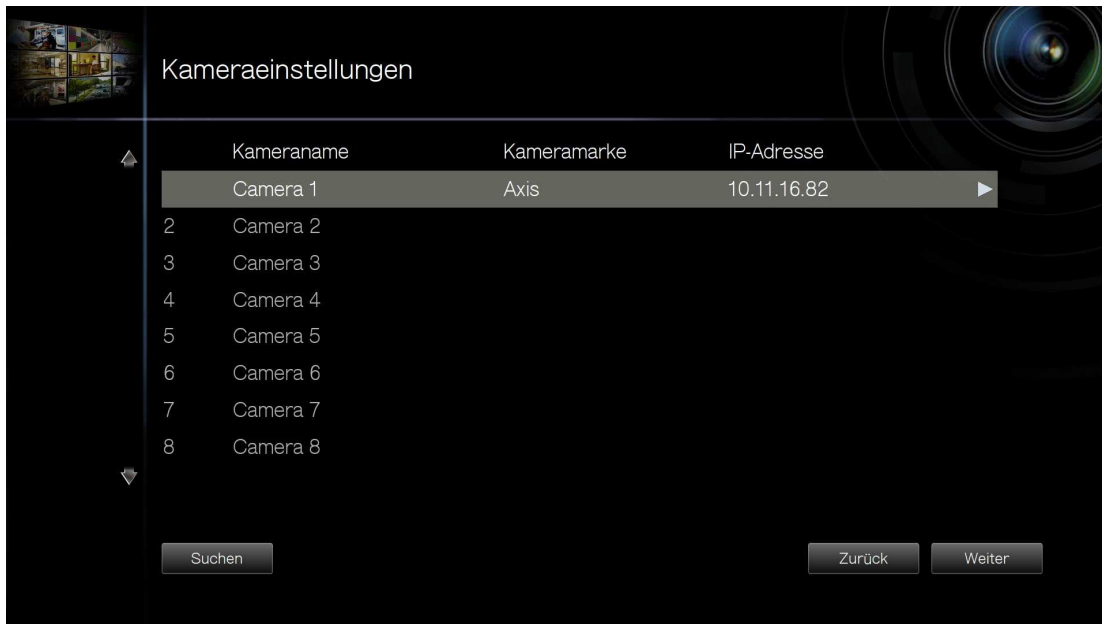 Kameraeinstellungen
Kameraname Kameramarke IP-Adresse
Camera 1 Axis 10.11.16.82
2 Camera 2
3 Camera 3
4 Camera 4
5 Camera 5
6 Camera 6
7 Camera 7
8 Camera 8
Suchen Zurück Weiter